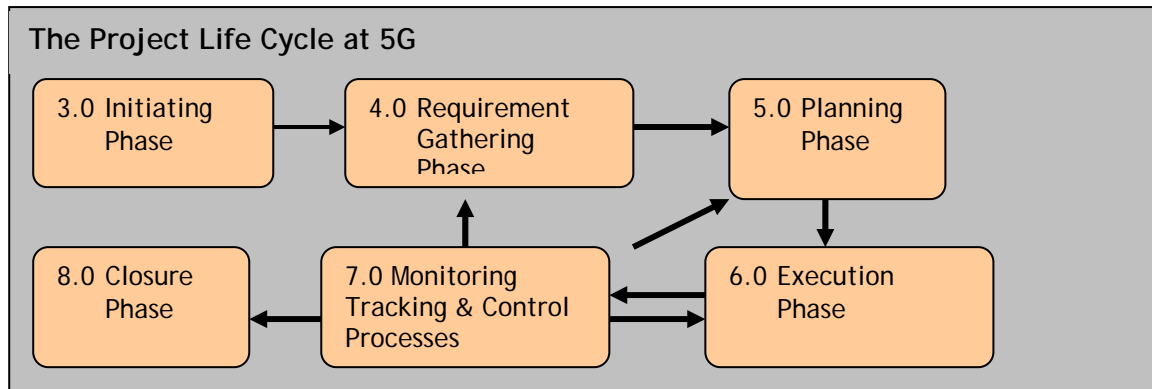 The Project Life Cycle at 5G
3.0 Initiating
Phase
4.0 Requirement
Gathering
Phase
5.0 Planning
Phase
8.0 Closure
Phase
7.0 Monitoring
Tracking & Control
Processes
6.0 Execution
Phase